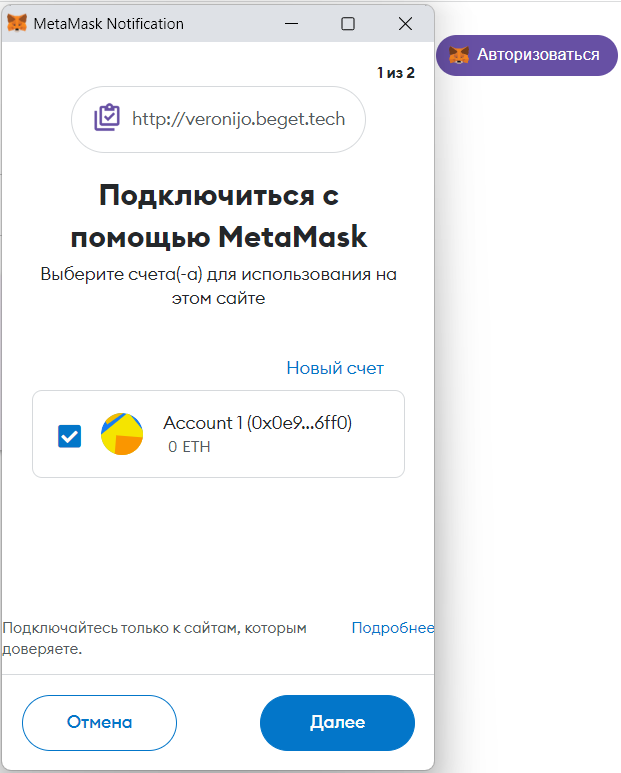 MetaMask Notification
Авторизоваться
1 из 2
http://veronijo.beget.tech
Подключиться с
помощью MetaMask
Выберите счета(-а) для использования на
этом сайте
Новый счет
Account 1 (0x0e9...6ff0)
0 ETH
Подключайтесь только к сайтам, которым
доверяете.
Подробнее
Отмена
Далее